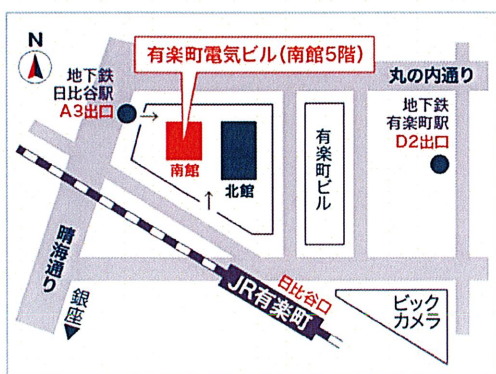 N
有楽町電気ビル(南館5階)
丸の内通り
地下鉄
日比谷駅
A3出口
地下鉄
有楽町駅
D2出口
南館
北館
有楽町ビル
晴海通り
銀座
JR有楽町
日比谷口
ビック
カメラ